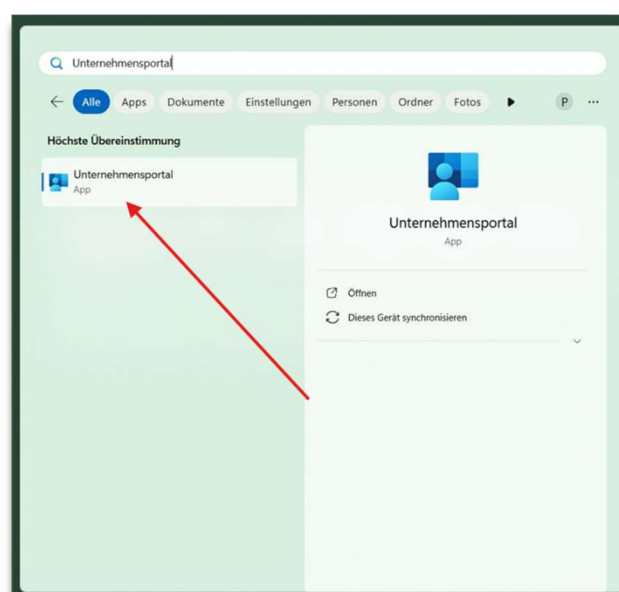 Unternehmensportal
Alle Apps Dokumente Einstellungen Personen Ordner Fotos P ...
Höchste Übereinstimmung
Unternehmensportal
App
Unternehmensportal
App
Öffnen
Dieses Gerät synchronisieren